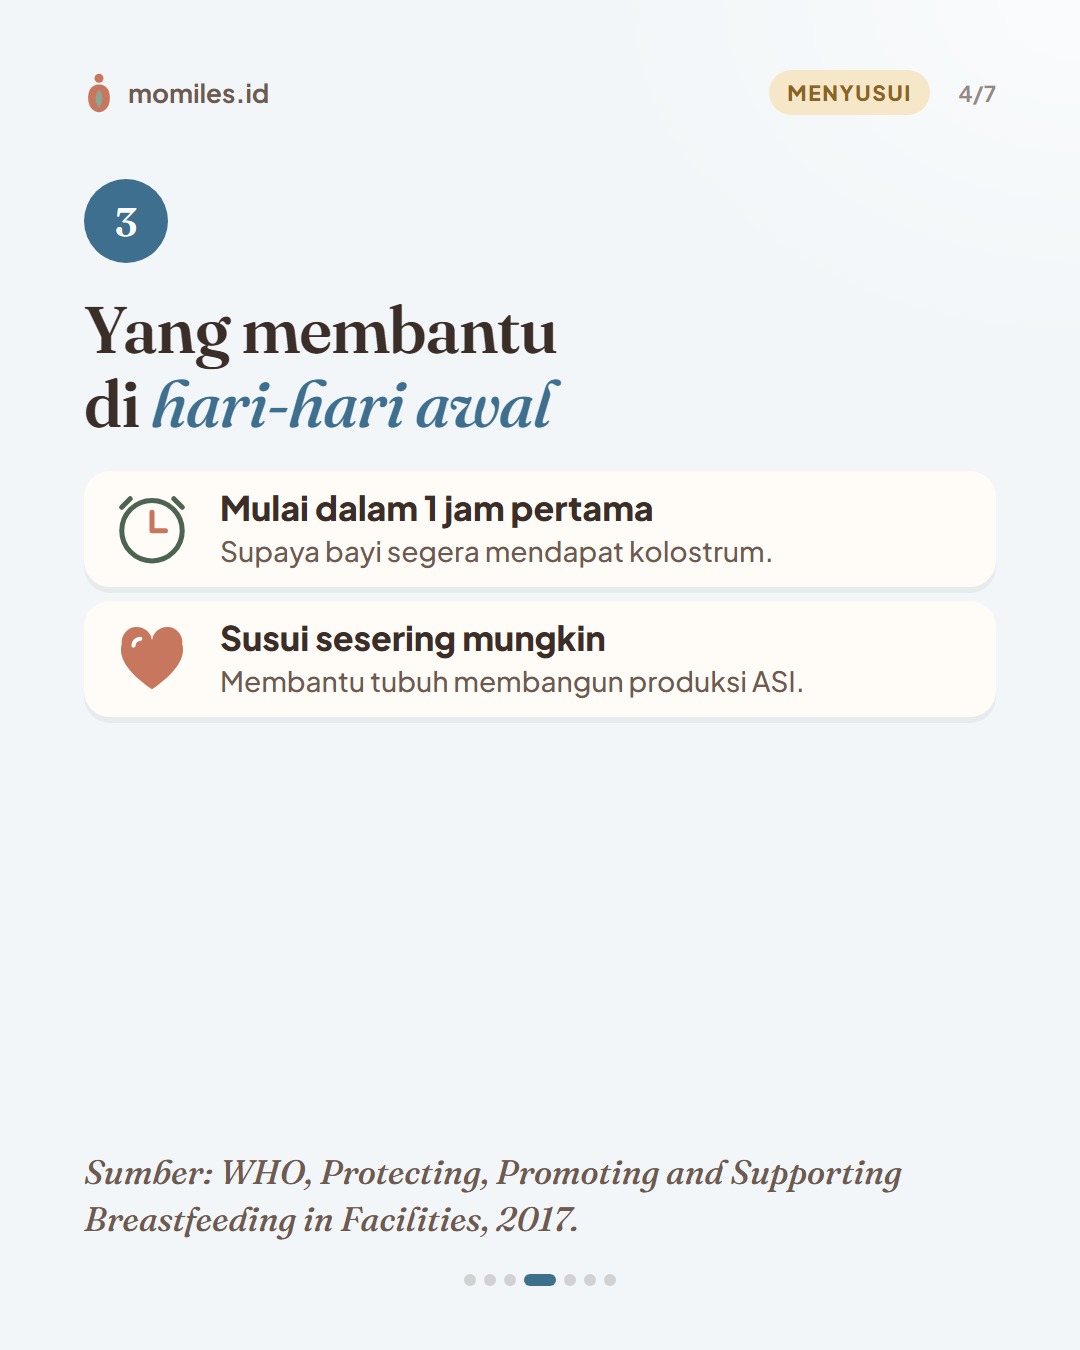 momiles.id
MENYUSUI
4/7
3
Yang membantu
di hari-hari awal
Mulai dalam 1 jam pertama
Supaya bayi segera mendapat kolostrum.
Susui sesering mungkin
Membantu tubuh membangun produksi ASI.
Sumber: WHO, Protecting, Promoting and Supporting
Breastfeeding in Facilities, 2017.